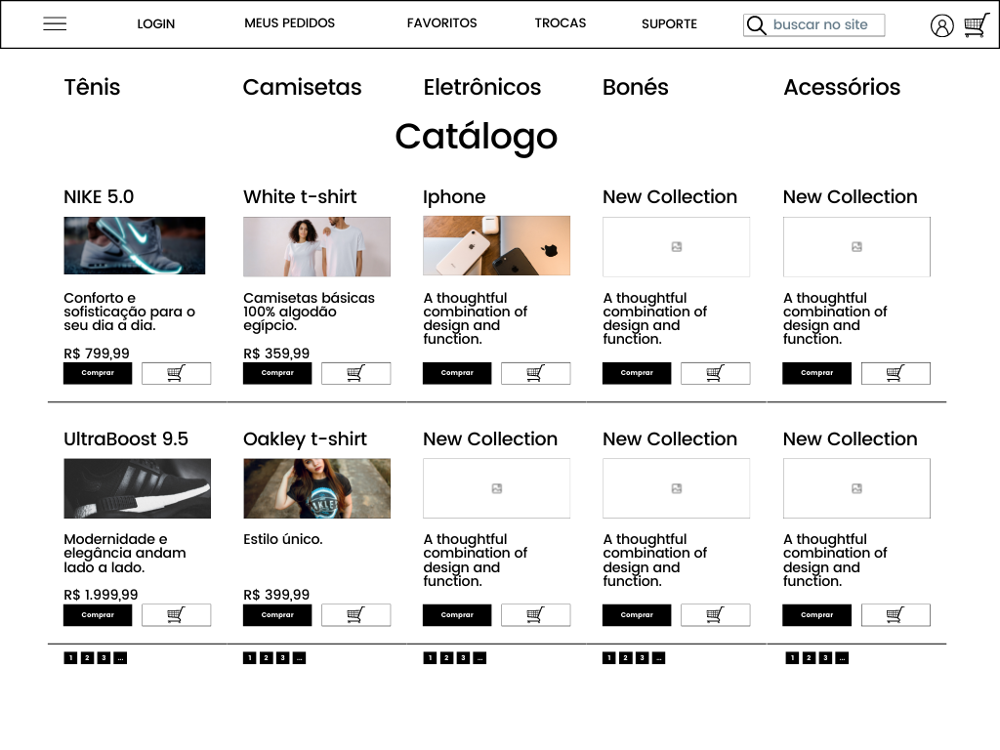 LOGIN
MEUS PEDIDOS
FAVORITOS
TROCAS
SUPORTE
buscar no site
Tênis
Camisetas
Eletrônicos
Bonés
Acessórios
Catálogo
NIKE 5.0
Conforto e
sofisticação para o
seu dia a dia.
R$ 799,99
Comprar
White t-shirt
Camisetas básicas
100% algodão
egípcio.
R$ 359,99
Comprar
Iphone
A thoughtful
combination of
design and
function.
Comprar
New Collection
A thoughtful
combination of
design and
function.
Comprar
New Collection
A thoughtful
combination of
design and
function.
Comprar
UltraBoost 9.5
Modernidade e
elegância andam
lado a lado.
R$ 1.999,99
Comprar
Oakley t-shirt
Estilo único.
R$ 399,99
Comprar
New Collection
A thoughtful
combination of
design and
function.
Comprar
New Collection
A thoughtful
combination of
design and
function.
Comprar
New Collection
A thoughtful
combination of
design and
function.
Comprar
1 2 3 ...
1 2 3 ...
1 2 3 ...
1 2 3 ...
1 2 3 ...